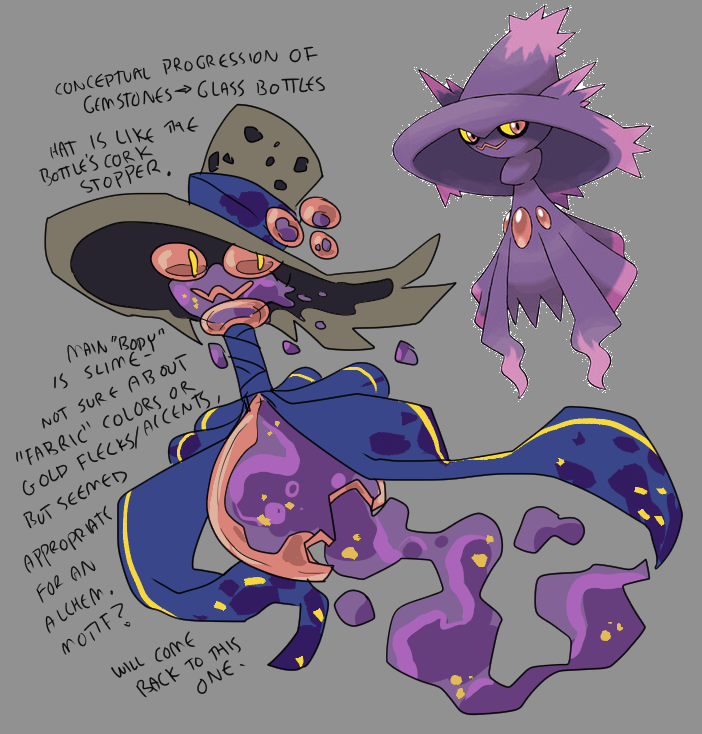 CONCEPTUAL PROGRESSION OF
GEMSTONES → GLASS BOTTLES
HAT IS LIKE THE
BOTTLE'S CORK
STOPPER.
MAIN "BODY"
IS SLIME-
NOT SURE ABOUT
"FABRIC" COLORS OR
GOLD FLECKS/ACCENTS,
BUT SEEMED
APPROPRIATE
FOR AN
ALCHEM.
MOTIF?
WILL COME
BACK TO THIS
ONE.